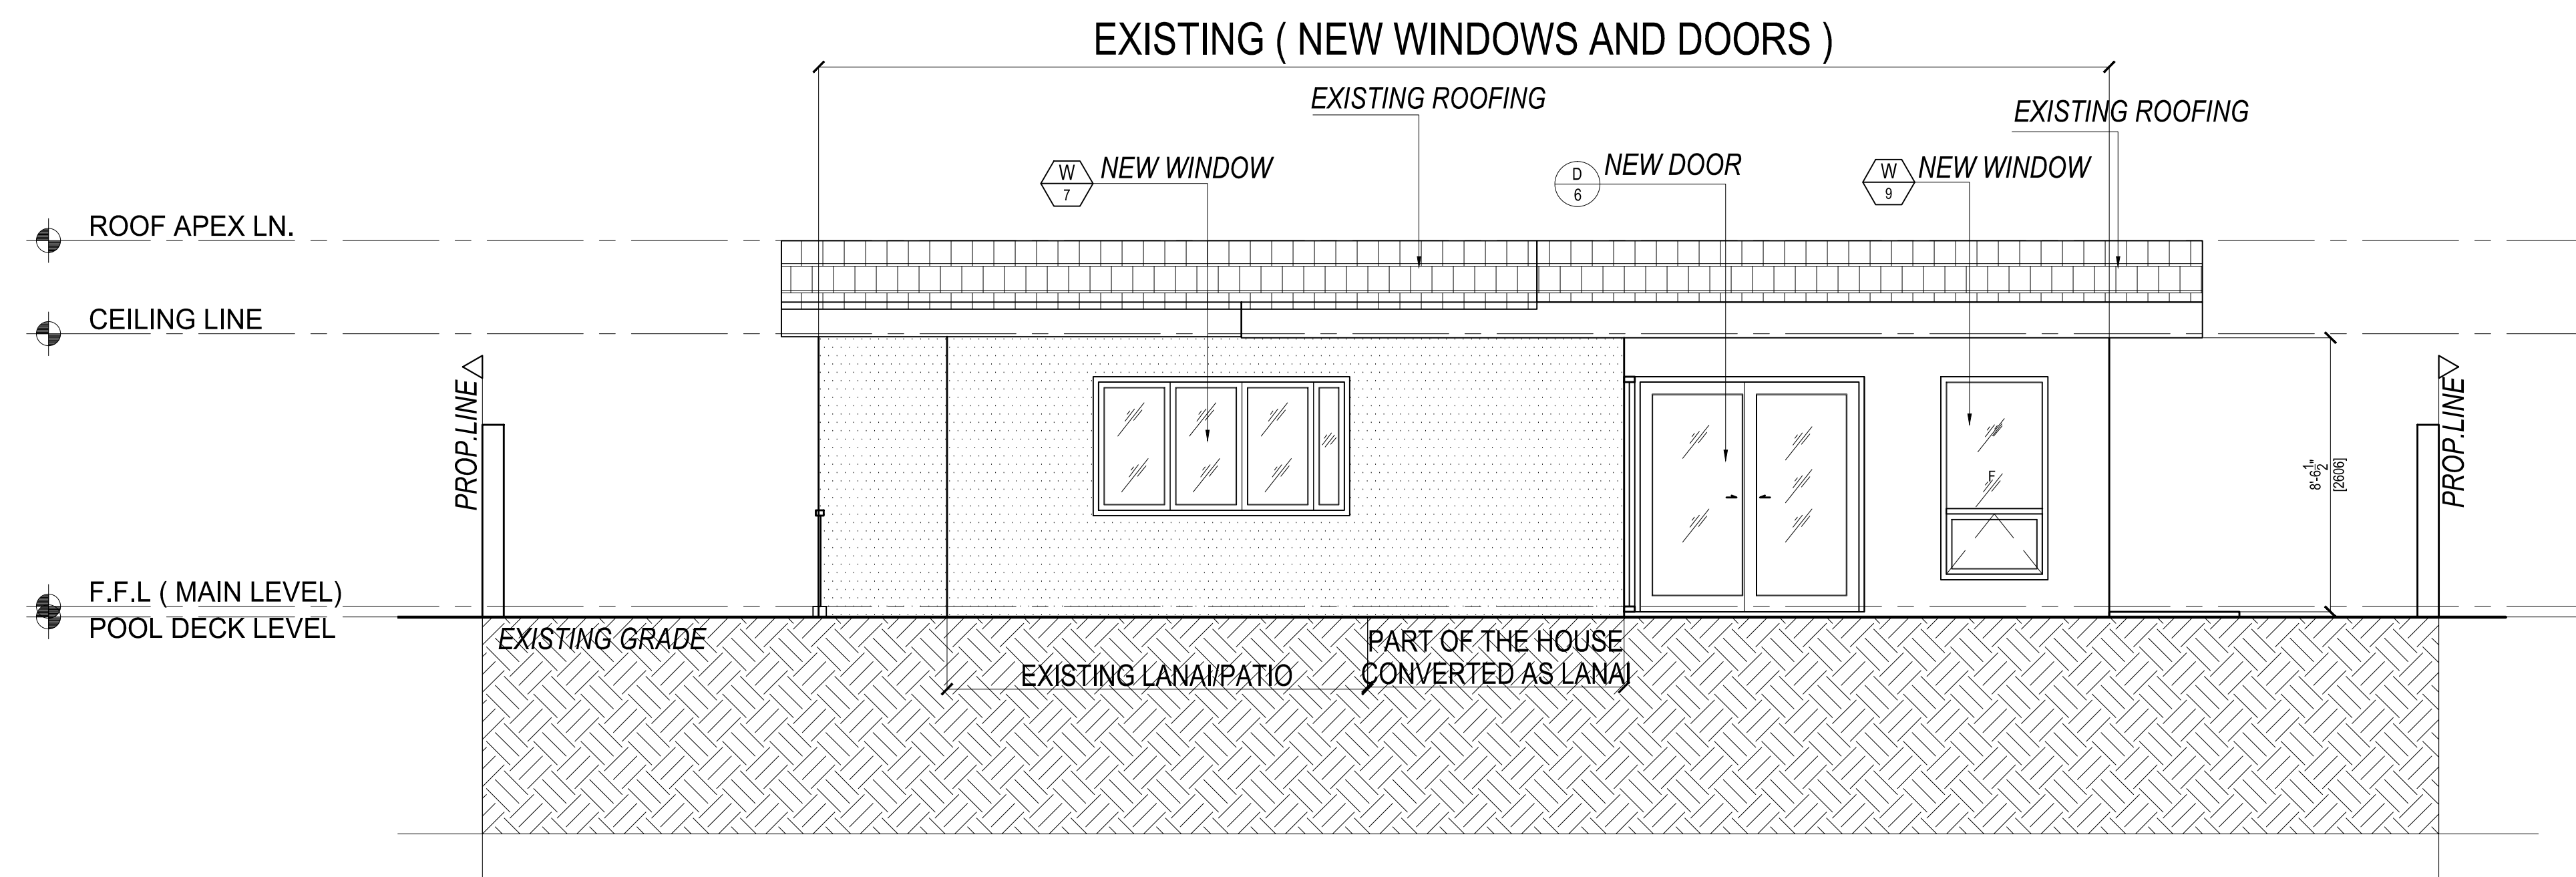 EXISTING ( NEW WINDOWS AND DOORS )
EXISTING ROOFING
EXISTING ROOFING
W
7
NEW WINDOW
D
6
NEW DOOR
W
9
NEW WINDOW
ROOF APEX LN.
CEILING LINE
PROP.LINE
PROP.LINE
F
8'-6 1/2"
[2606]
F.F.L ( MAIN LEVEL)
POOL DECK LEVEL
EXISTING GRADE
EXISTING LANAI/PATIO
PART OF THE HOUSE
CONVERTED AS LANAI